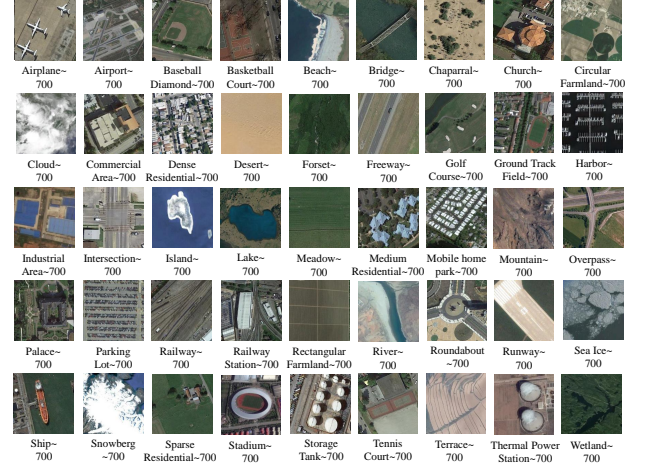 Airplane~ Airport~ Baseball Basketball Beach~ Bridge~ Chaparral~ Church~ Circular
700 700 Diamond~700 Court~700 700 700 700 700 Farmland~700
Cloud~ Commercial Dense Desert~ Forset~ Freeway~ Golf Ground Track Harbor~
700 Area~700 Residential~700 700 700 700 Course~700 Field~700 700
Industrial Intersection~ Island~ Lake~ Meadow~ Medium Mobile home Mountain~ Overpass~
Area~700 700 700 700 700 Residential~700 park~700 700 700
Palace~ Parking Railway~ Railway Rectangular River~ Roundabout Runway~ Sea Ice~
700 Lot~700 700 Station~700 Farmland~700 700 ~700 700 700
Ship~ Snowberg Sparse Stadium~ Storage Tennis Terrace~ Thermal Power Wetland~
700 ~700 Residential~700 700 Tank~700 Court~700 700 Station~700 700